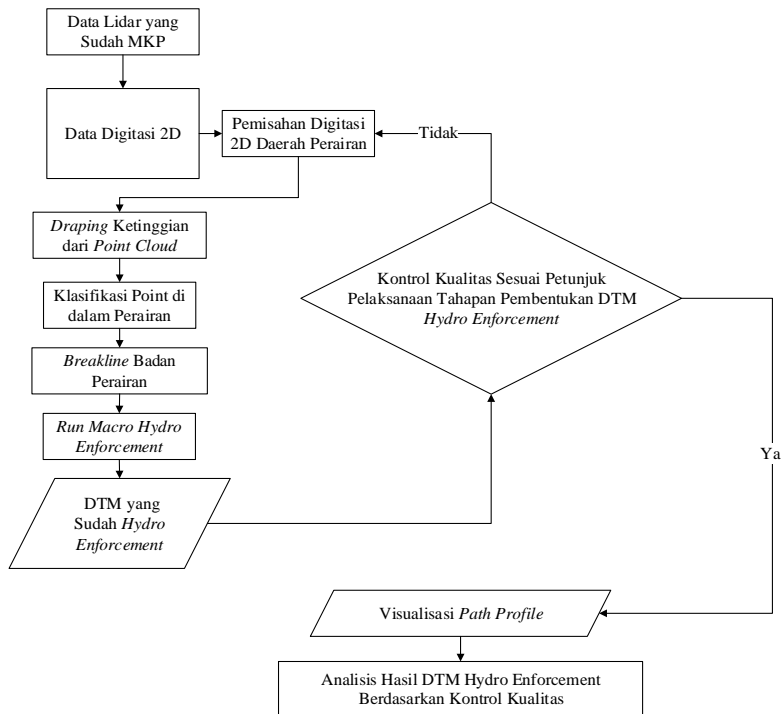 Data Lidar yang
Sudah MKP
Data Digitasi 2D
Pemisahan Digitasi
2D Daerah Perairan
Tidak
Draping Ketinggian
dari Point Cloud
Klasifikasi Point di
dalam Perairan
Breakline Badan
Perairan
Run Macro Hydro
Enforcement
DTM yang
Sudah Hydro
Enforcement
Kontrol Kualitas Sesuai Petunjuk
Pelaksanaan Tahapan Pembentukan DTM
Hydro Enforcement
Ya
Visualisasi Path Profile
Analisis Hasil DTM Hydro Enforcement
Berdasarkan Kontrol Kualitas